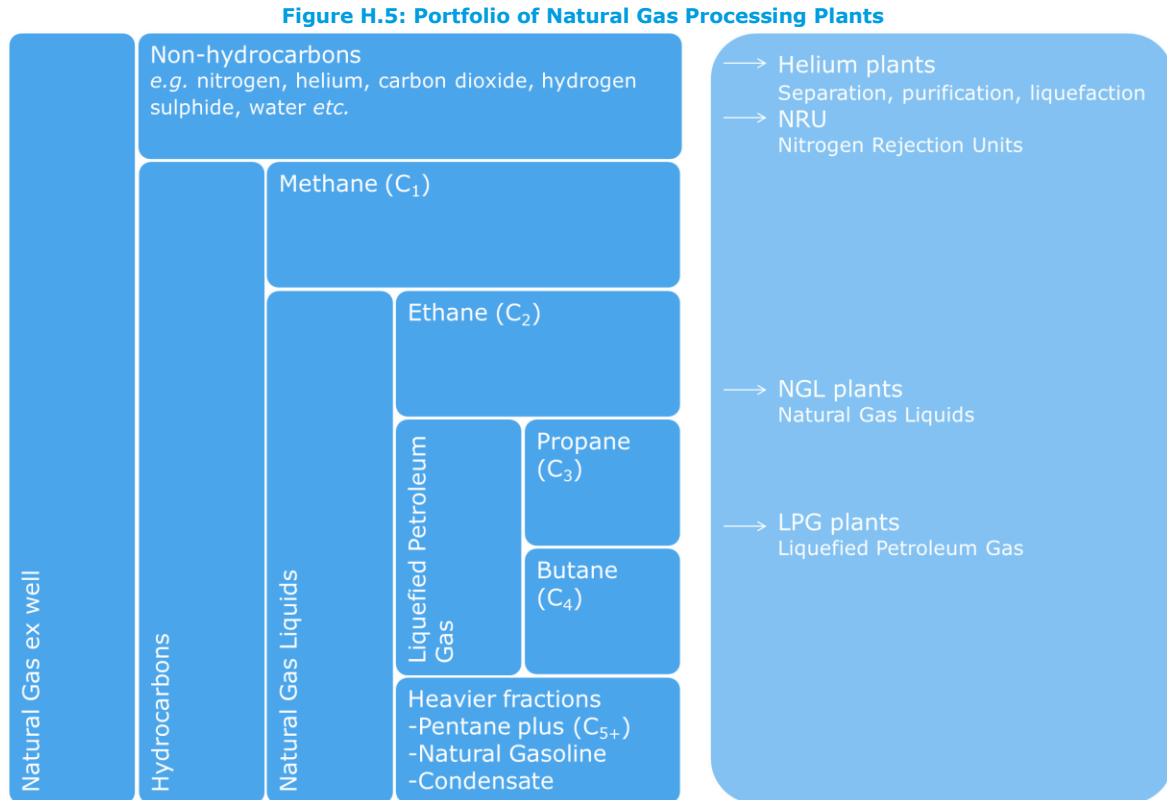 Figure H.5: Portfolio of Natural Gas Processing Plants
Natural Gas ex well
Non-hydrocarbons
e.g. nitrogen, helium, carbon dioxide, hydrogen
sulphide, water etc.
Hydrocarbons
Methane (C₁)
Natural Gas Liquids
Ethane (C₂)
Liquefied Petroleum
Gas
Propane
(C₃)
Butane
(C₄)
Heavier fractions
-Pentane plus (C₅₊)
-Natural Gasoline
-Condensate
Helium plants
Separation, purification, liquefaction
NRU
Nitrogen Rejection Units
NGL plants
Natural Gas Liquids
LPG plants
Liquefied Petroleum Gas